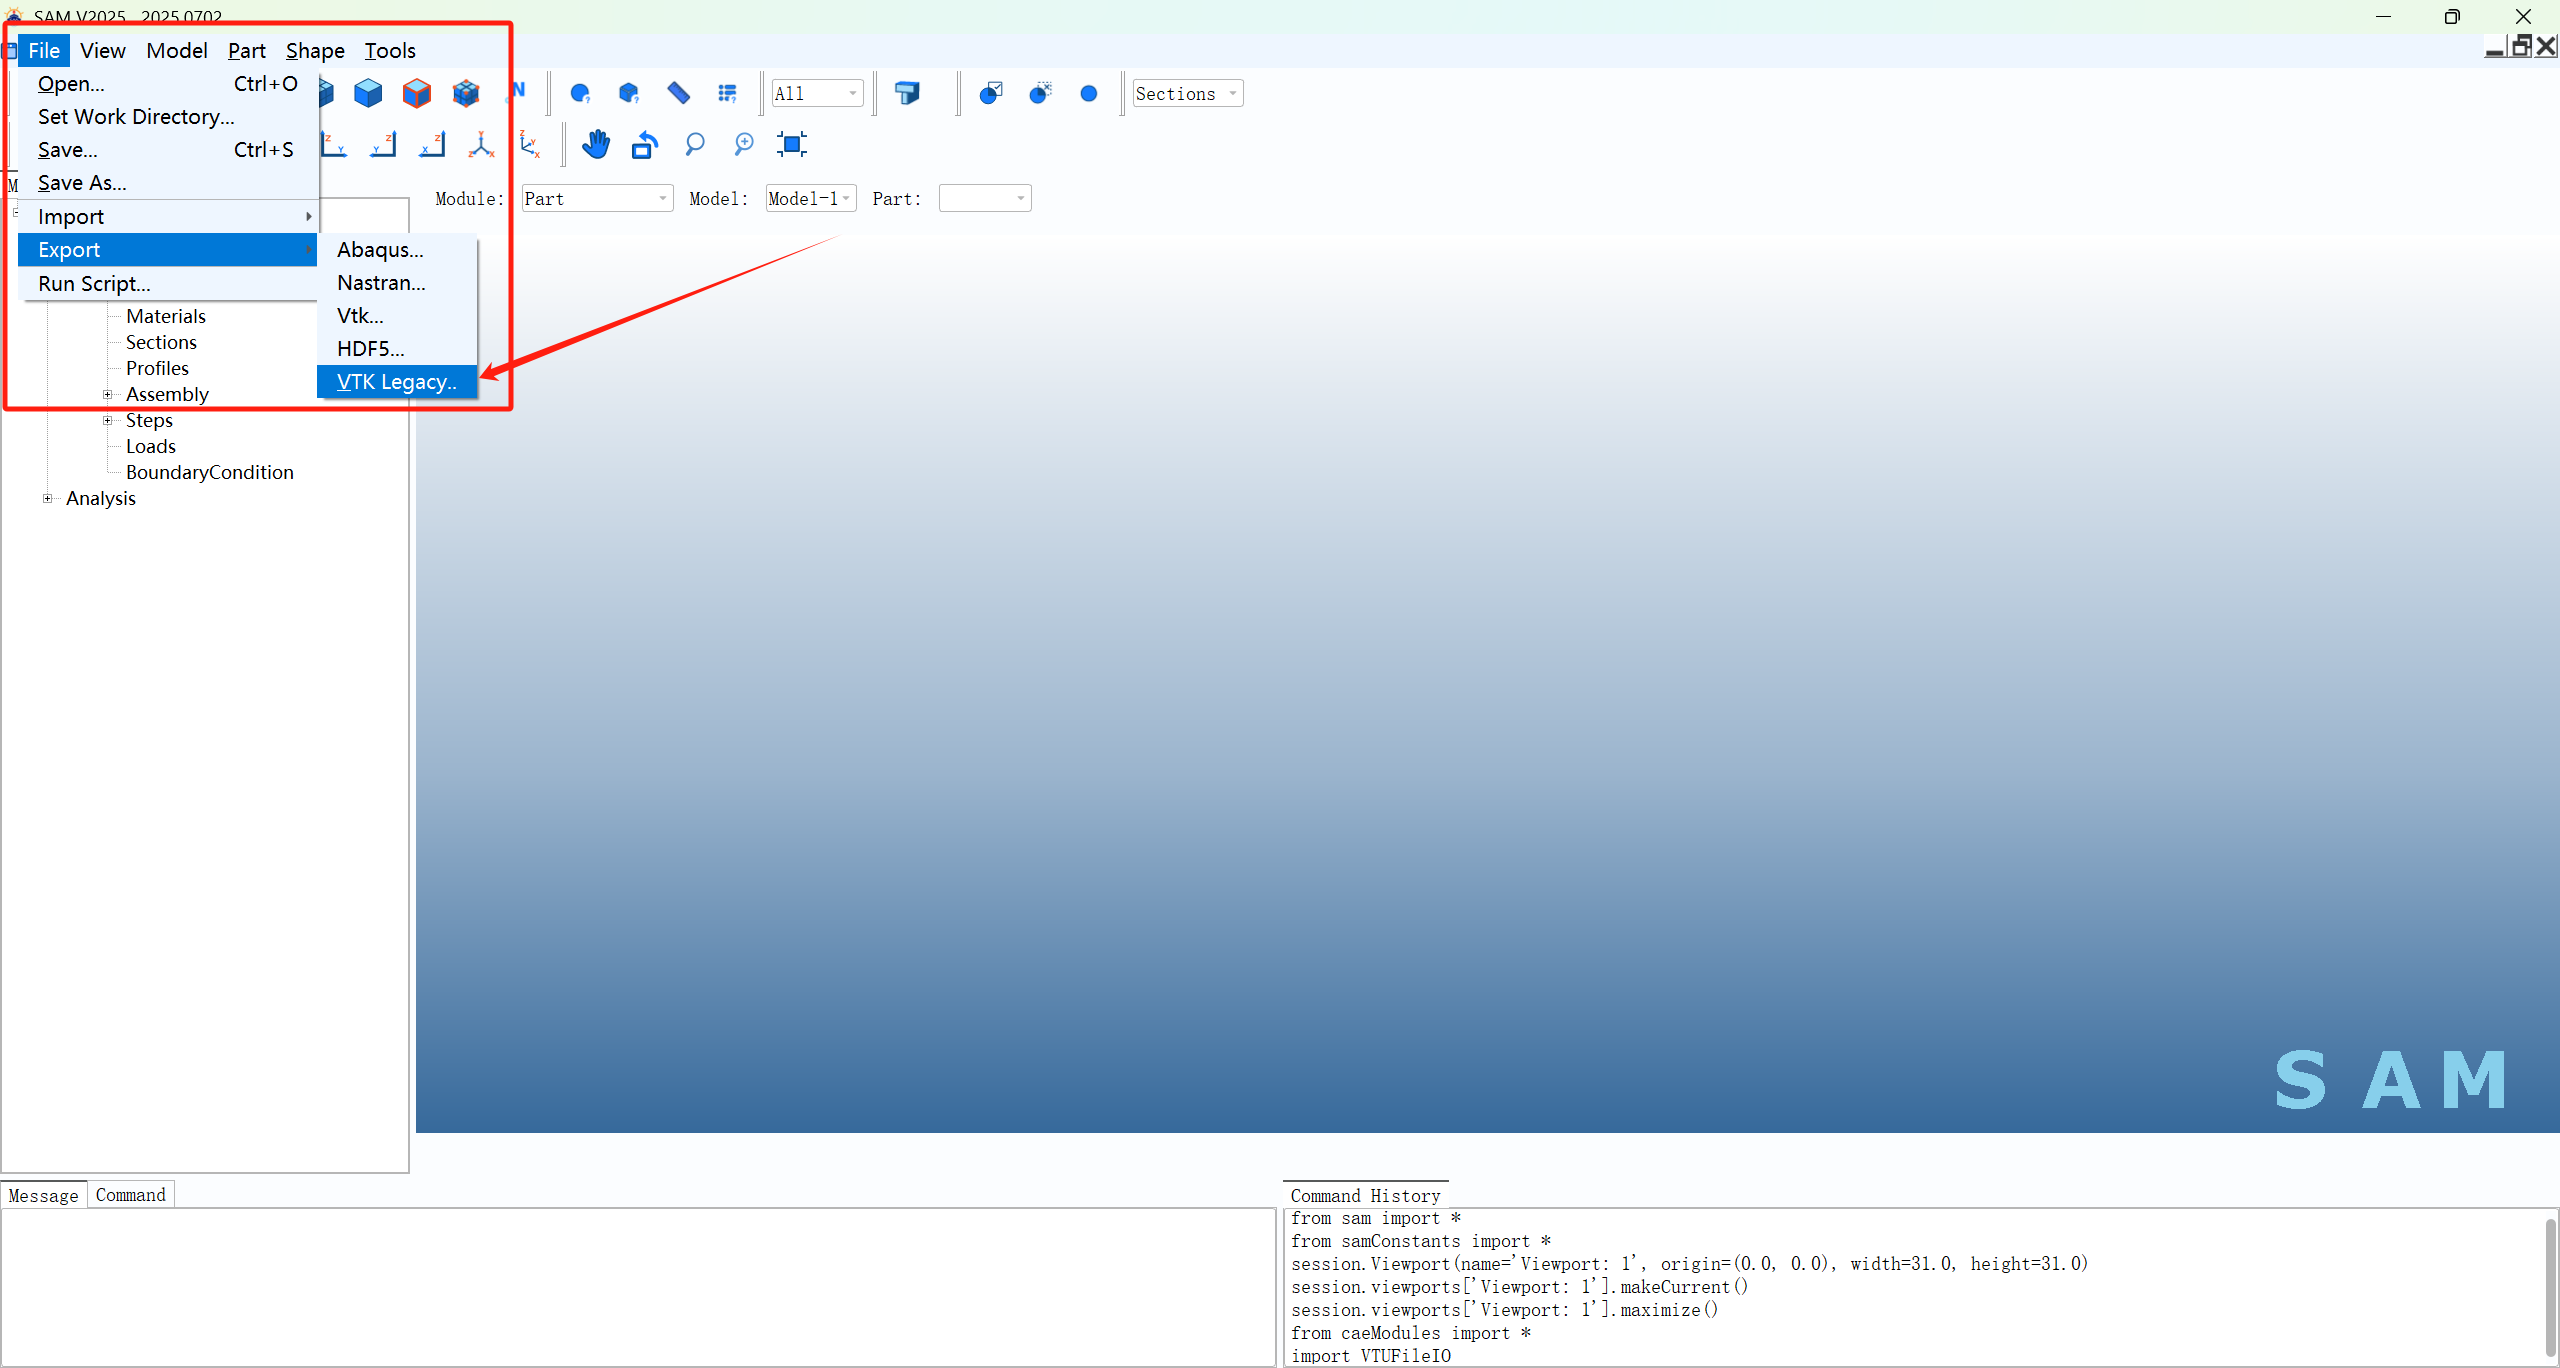 SAM V2025 2025.0702
File View Model Part Shape Tools
Open... Ctrl+O
Set Work Directory...
Save... Ctrl+S
Save As...
Import
Export
Run Script...
Abaqus...
Nastran...
Vtk...
HDF5...
VTK Legacy..
All
Sections
Module: Part Model: Model-1 Part:
Materials
Sections
Profiles
Assembly
Steps
Loads
BoundaryCondition
Analysis
SAM
Message Command
Command History
from sam import *
from samConstants import *
session.Viewport(name='Viewport: 1', origin=(0.0, 0.0), width=31.0, height=31.0)
session.viewports['Viewport: 1'].makeCurrent()
session.viewports['Viewport: 1'].maximize()
from caeModules import *
import VTUFileIO